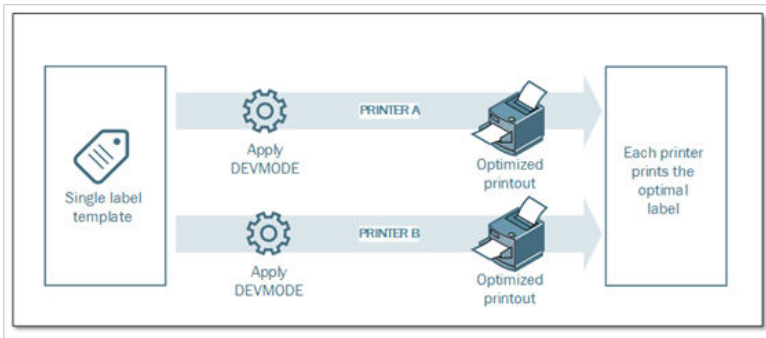 Single label
template
PRINTER A
Apply
DEVMODE
Optimized
printout
PRINTER B
Apply
DEVMODE
Optimized
printout
Each printer
prints the
optimal
label